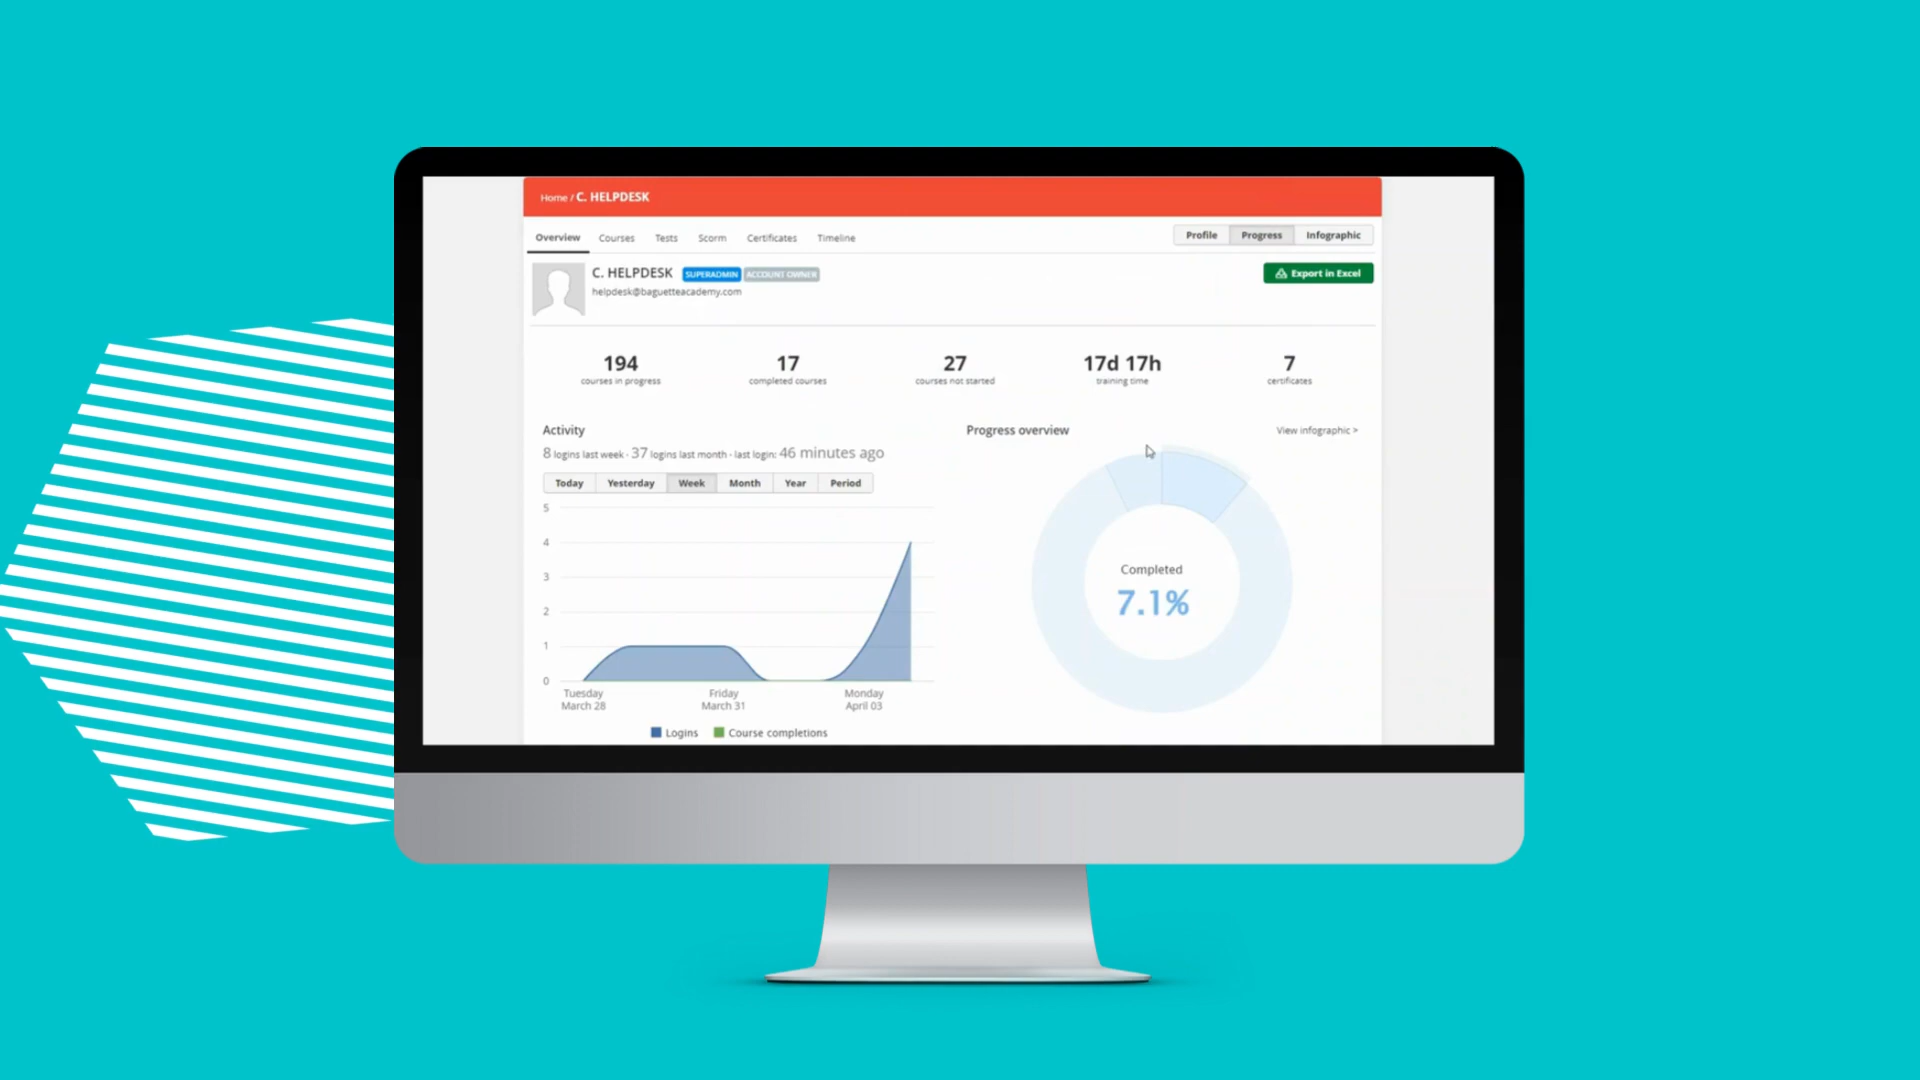 Home / C. HELPDESK
Overview Courses Tests Scorm Certificates Timeline
Profile Progress Infographic
C. HELPDESK SUPERADMIN ACCOUNT OWNER
helpdesk@baguetteacademy.com
Export in Excel
194 17 27 17d 17h 7
courses in progress completed courses courses not started training time certificates
Activity
8 logins last week - 37 logins last month - last login: 46 minutes ago
Today Yesterday Week Month Year Period
5
4
3
2
1
0
Tuesday Friday Monday
March 28 March 31 April 03
Logins Course completions
Progress overview
View infographic >
Completed
7.1%